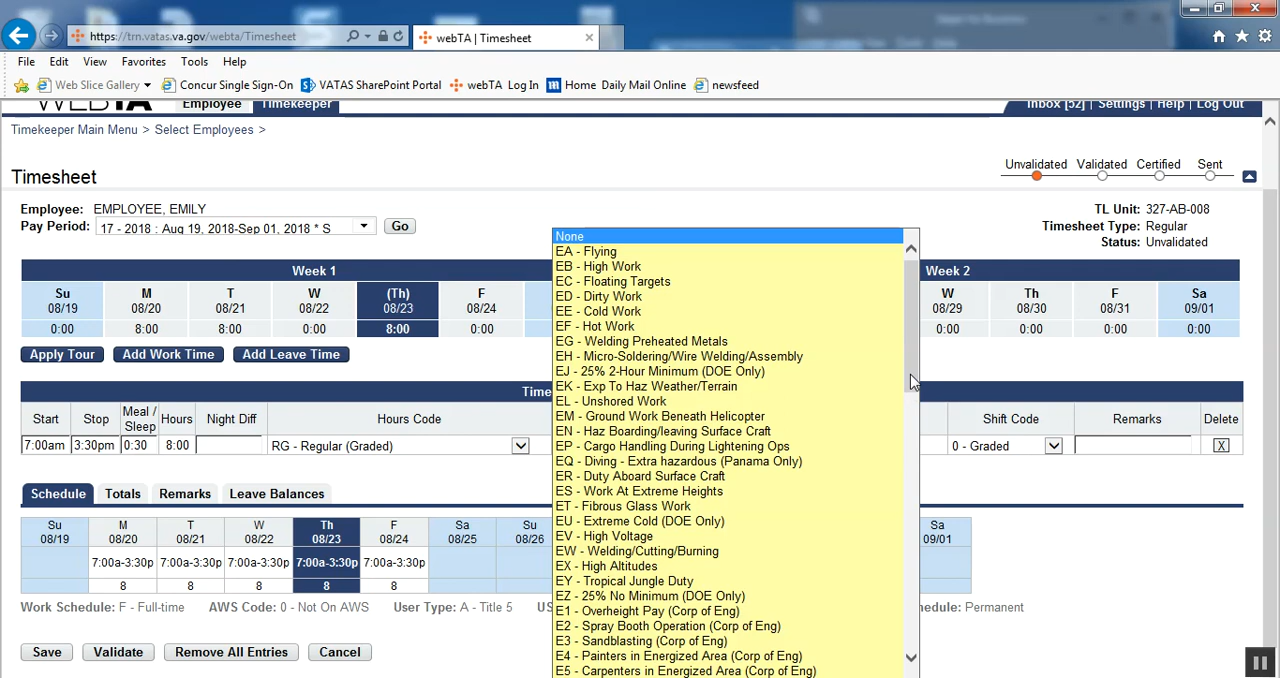 https://trn.vatas.va.gov/webta/Timesheet
webTA | Timesheet
File Edit View Favorites Tools Help
Web Slice Gallery Concur Single Sign-On VATAS SharePoint Portal webTA Log In Home Daily Mail Online newsfeed
WEBTA Employee Timekeeper Inbox [52] | Settings | Help | Log Out
Timekeeper Main Menu > Select Employees >
Timesheet
Unvalidated Validated Certified Sent
Employee: EMPLOYEE, EMILY
Pay Period: 17 - 2018 : Aug 19, 2018-Sep 01, 2018 * S Go
TL Unit: 327-AB-008
Timesheet Type: Regular
Status: Unvalidated
Week 1 Week 2
Su M T W (Th) F W Th F Sa
08/19 08/20 08/21 08/22 08/23 08/24 08/29 08/30 08/31 09/01
0:00 8:00 8:00 0:00 8:00 0:00 0:00 0:00 0:00 0:00
Apply Tour Add Work Time Add Leave Time
Time
Start Stop Meal / Sleep Hours Night Diff Hours Code Shift Code Remarks Delete
7:00am 3:30pm 0:30 8:00 RG - Regular (Graded) 0 - Graded X
None
EA - Flying
EB - High Work
EC - Floating Targets
ED - Dirty Work
EE - Cold Work
EF - Hot Work
EG - Welding Preheated Metals
EH - Micro-Soldering/Wire Welding/Assembly
EJ - 25% 2-Hour Minimum (DOE Only)
EK - Exp To Haz Weather/Terrain
EL - Unshored Work
EM - Ground Work Beneath Helicopter
EN - Haz Boarding/leaving Surface Craft
EP - Cargo Handling During Lightening Ops
EQ - Diving - Extra hazardous (Panama Only)
ER - Duty Aboard Surface Craft
ES - Work At Extreme Heights
ET - Fibrous Glass Work
EU - Extreme Cold (DOE Only)
EV - High Voltage
EW - Welding/Cutting/Burning
EX - High Altitudes
EY - Tropical Jungle Duty
EZ - 25% No Minimum (DOE Only)
E1 - Overheight Pay (Corp of Eng)
E2 - Spray Booth Operation (Corp of Eng)
E3 - Sandblasting (Corp of Eng)
E4 - Painters in Energized Area (Corp of Eng)
E5 - Carpenters in Energized Area (Corp of Eng)
Schedule Totals Remarks Leave Balances
Su M T W Th F Sa Su Sa
08/19 08/20 08/21 08/22 08/23 08/24 08/25 08/26 09/01
7:00a-3:30p 7:00a-3:30p 7:00a-3:30p 7:00a-3:30p 7:00a-3:30p
8 8 8 8 8
Work Schedule: F - Full-time AWS Code: 0 - Not On AWS User Type: A - Title 5 US hedule: Permanent
Save Validate Remove All Entries Cancel